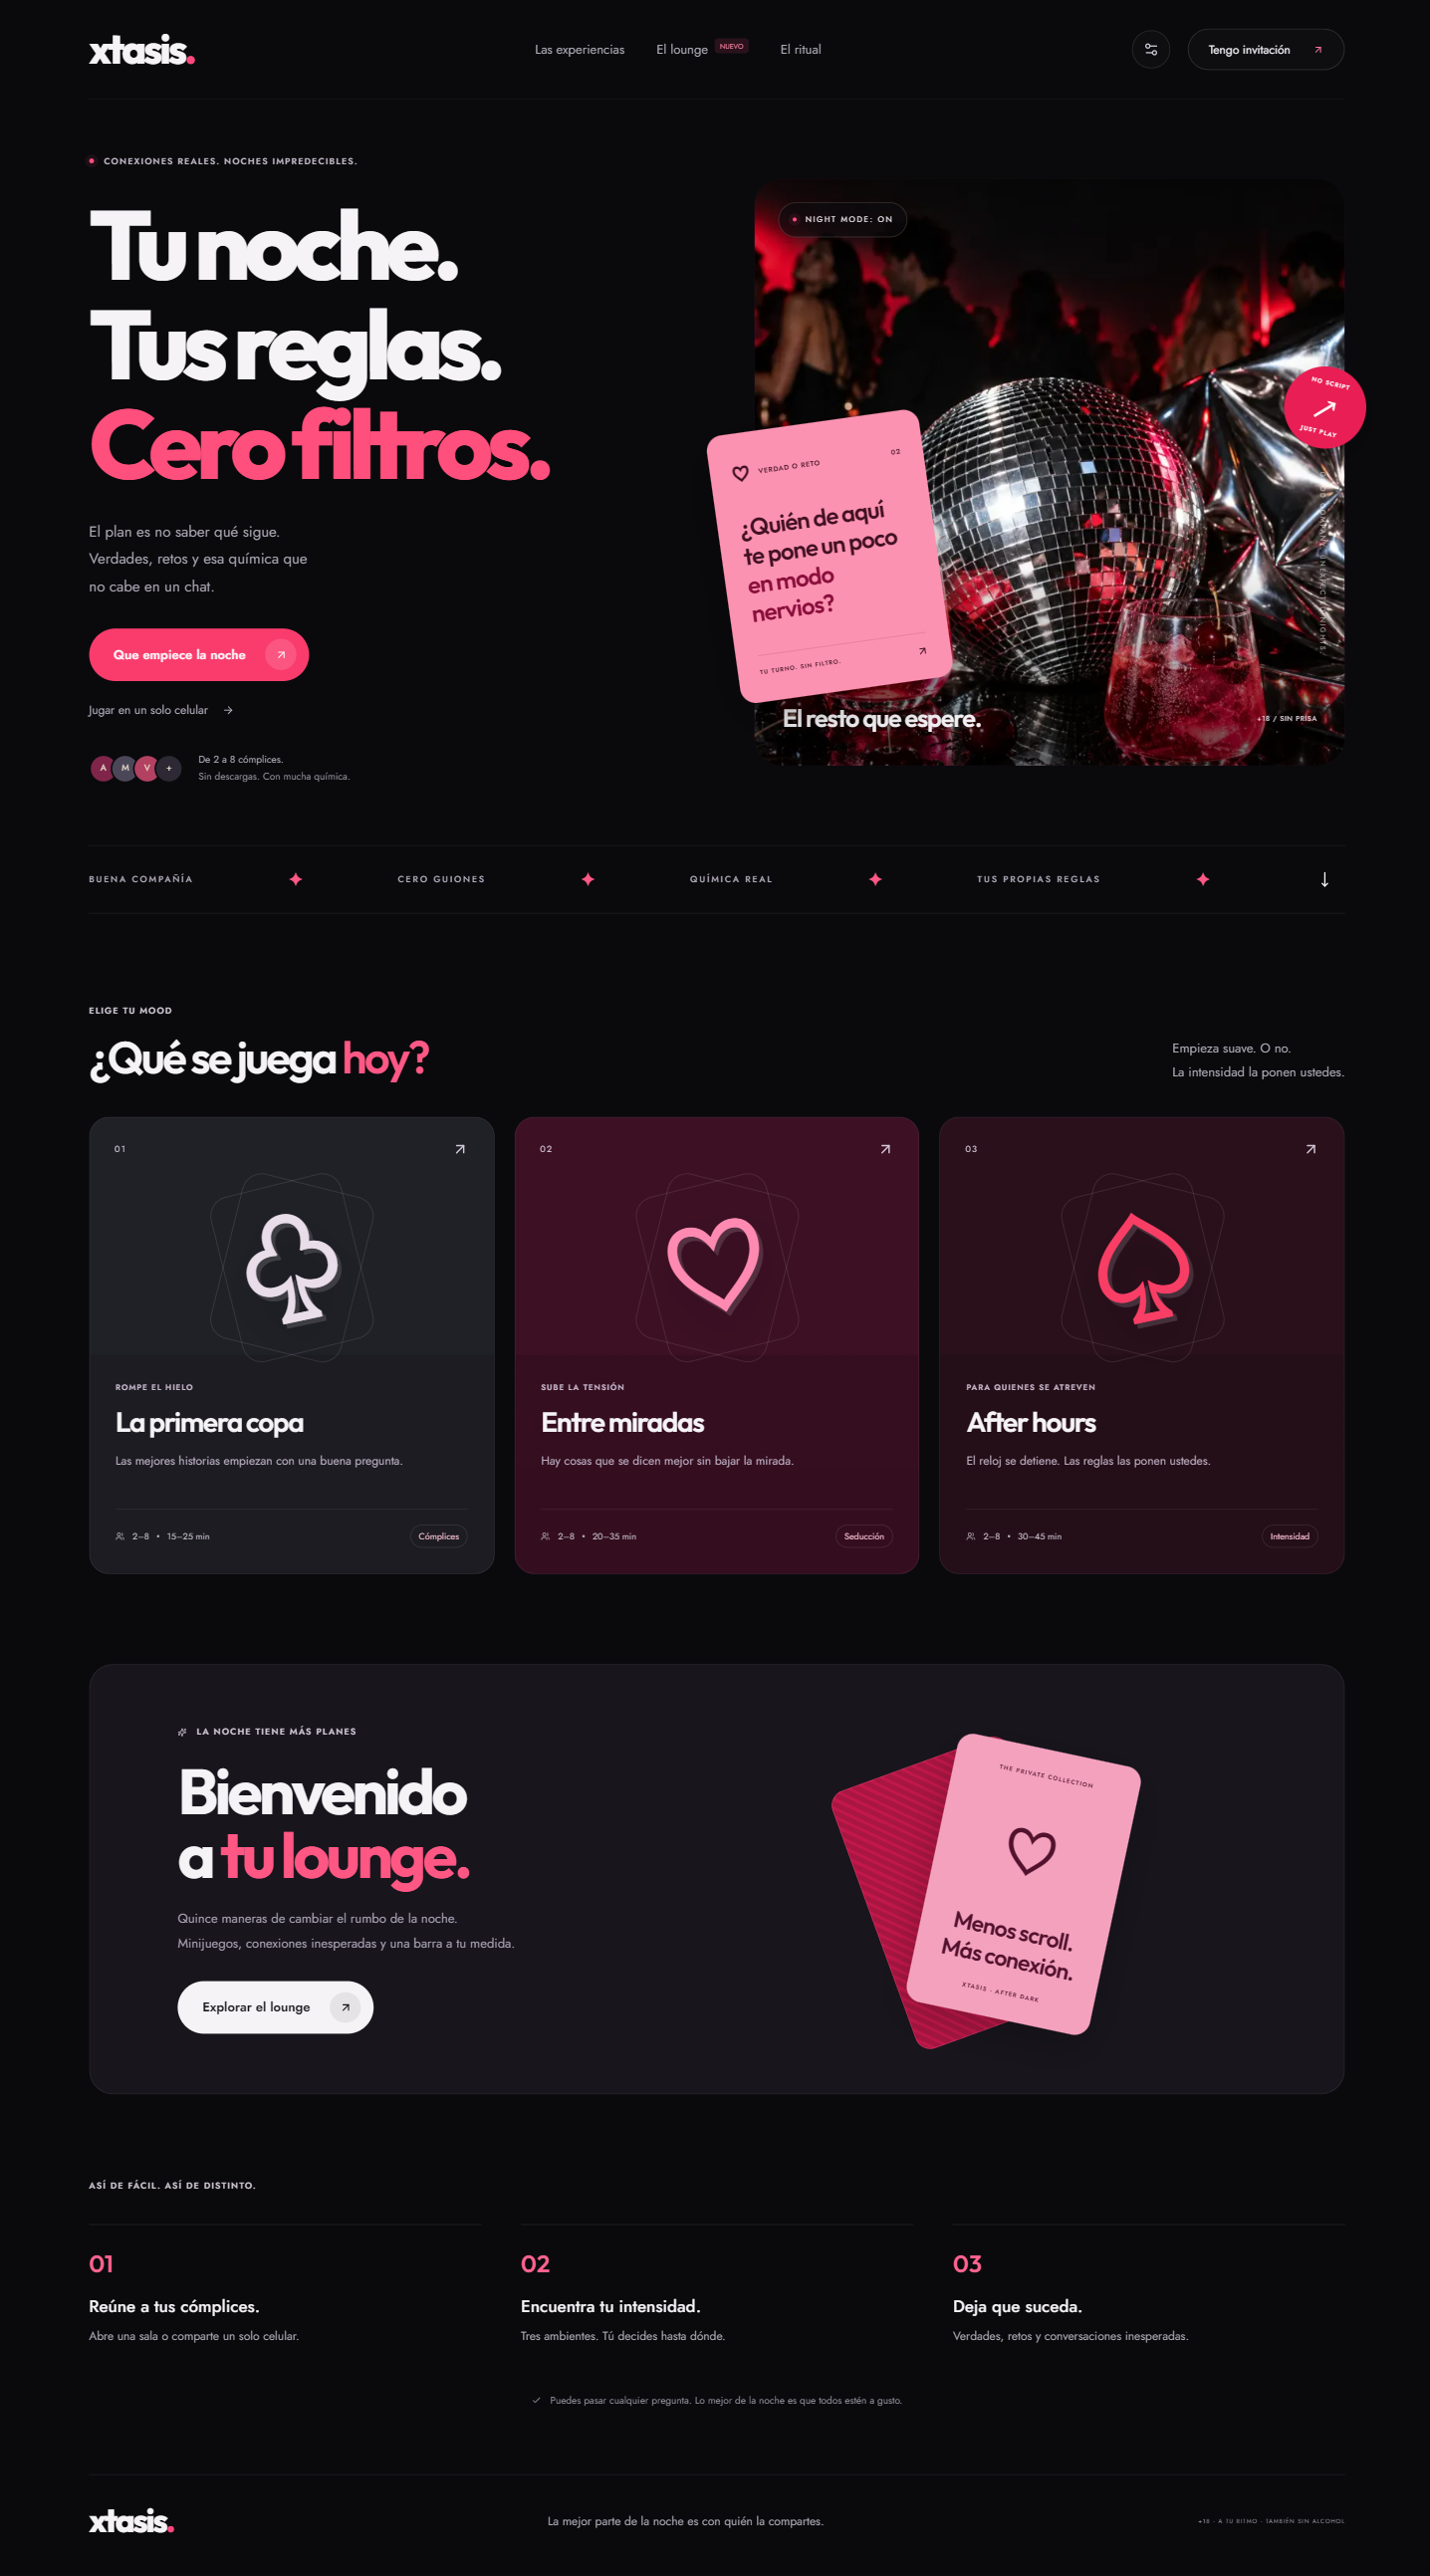 xtasis.
Las experiencias
El lounge NUEVO
El ritual
Tengo invitación
CONEXIONES REALES. NOCHES IMPREDECIBLES.
Tu noche.
Tus reglas.
Cero filtros.
El plan es no saber qué sigue.
Verdades, retos y esa química que
no cabe en un chat.
Que empiece la noche
Jugar en un solo celular
A M V +
De 2 a 8 cómplices.
Sin descargas. Con mucha química.
NIGHT MODE: ON
NO SCRIPT
JUST PLAY
VERDAD O RETO
02
¿Quién de aquí
te pone un poco
en modo
nervios?
TU TURNO. SIN FILTRO.
El resto que espere.
+18 / SIN PRISA
BUENA COMPAÑÍA
CERO GUIONES
QUÍMICA REAL
TUS PROPIAS REGLAS
ELIGE TU MOOD
¿Qué se juega hoy?
Empieza suave. O no.
La intensidad la ponen ustedes.
01
ROMPE EL HIELO
La primera copa
Las mejores historias empiezan con una buena pregunta.
2–8 • 15–25 min
Cómplices
02
SUBE LA TENSIÓN
Entre miradas
Hay cosas que se dicen mejor sin bajar la mirada.
2–8 • 20–35 min
Seducción
03
PARA QUIENES SE ATREVEN
After hours
El reloj se detiene. Las reglas las ponen ustedes.
2–8 • 30–45 min
Intensidad
LA NOCHE TIENE MÁS PLANES
Bienvenido
a tu lounge.
Quince maneras de cambiar el rumbo de la noche.
Minijuegos, conexiones inesperadas y una barra a tu medida.
Explorar el lounge
THE PRIVATE COLLECTION
Menos scroll.
Más conexión.
XTASIS · AFTER DARK
ASÍ DE FÁCIL. ASÍ DE DISTINTO.
01
Reúne a tus cómplices.
Abre una sala o comparte un solo celular.
02
Encuentra tu intensidad.
Tres ambientes. Tú decides hasta dónde.
03
Deja que suceda.
Verdades, retos y conversaciones inesperadas.
Puedes pasar cualquier pregunta. Lo mejor de la noche es que todos estén a gusto.
xtasis.
La mejor parte de la noche es con quién la compartes.
+18 · A TU RITMO · TAMBIÉN SIN ALCOHOL